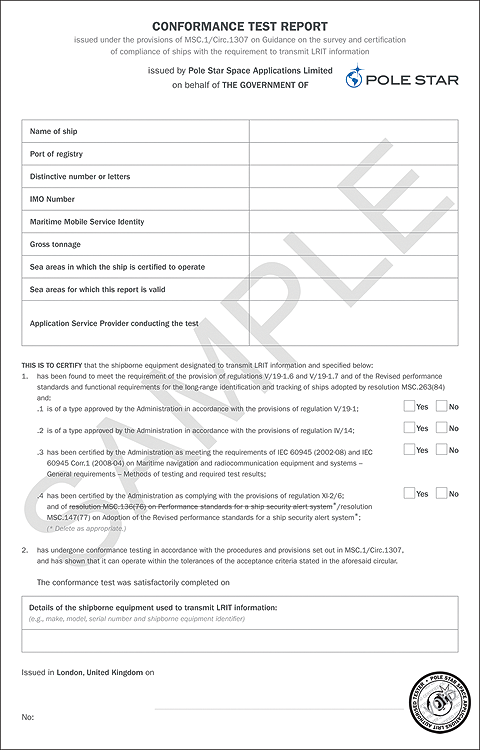 CONFORMANCE TEST REPORT
issued under the provisions of MSC.1/Circ.1307 on Guidance on the survey and certification
of compliance of ships with the requirement to transmit LRIT information
issued by Pole Star Space Applications Limited
on behalf of THE GOVERNMENT OF
POLE STAR
Name of ship
Port of registry
Distinctive number or letters
IMO Number
Maritime Mobile Service Identity
Gross tonnage
Sea areas in which the ship is certified to operate
Sea areas for which this report is valid
Application Service Provider conducting the test
SAMPLE
THIS IS TO CERTIFY that the shipborne equipment designated to transmit LRIT information and specified below:
1. has been found to meet the requirement of the provision of regulations V/19-1.6 and V/19-1.7 and of the Revised performance
standards and functional requirements for the long-range identification and tracking of ships adopted by resolution MSC.263(84)
and;
.1 is of a type approved by the Administration in accordance with the provisions of regulation V/19-1; Yes No
.2 is of a type approved by the Administration in accordance with the provisions of regulation IV/14; Yes No
.3 has been certified by the Administration as meeting the requirements of IEC 60945 (2002-08) and IEC Yes No
60945 Corr.1 (2008-04) on Maritime navigation and radiocommunication equipment and systems –
General requirements – Methods of testing and required test results;
.4 has been certified by the Administration as complying with the provisions of regulation XI-2/6; Yes No
and of resolution MSC.136(76) on Performance standards for a ship security alert system*/resolution
MSC.147(77) on Adoption of the Revised performance standards for a ship security alert system*;
(* Delete as appropriate.)
2. has undergone conformance testing in accordance with the procedures and provisions set out in MSC.1/Circ.1307,
and has shown that it can operate within the tolerances of the acceptance criteria stated in the aforesaid circular.
The conformance test was satisfactorily completed on
Details of the shipborne equipment used to transmit LRIT information:
(e.g., make, model, serial number and shipborne equipment identifier)
Issued in London, United Kingdom on
No:
POLE STAR SPACE APPLICATIONS LTD